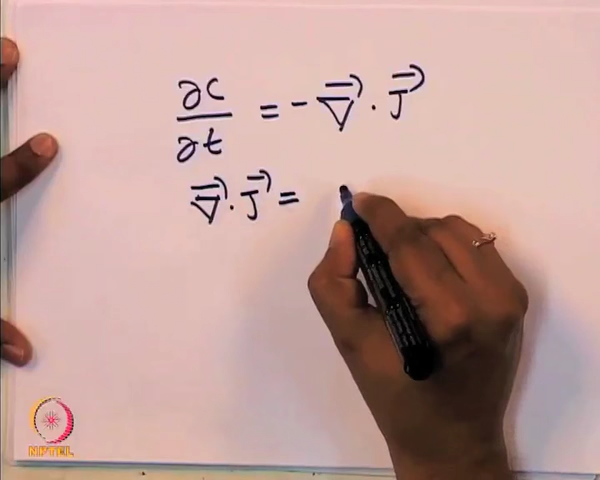 ∂c/∂t = - ∇⃗ · J⃗
∇⃗ · J⃗ =
NPTEL